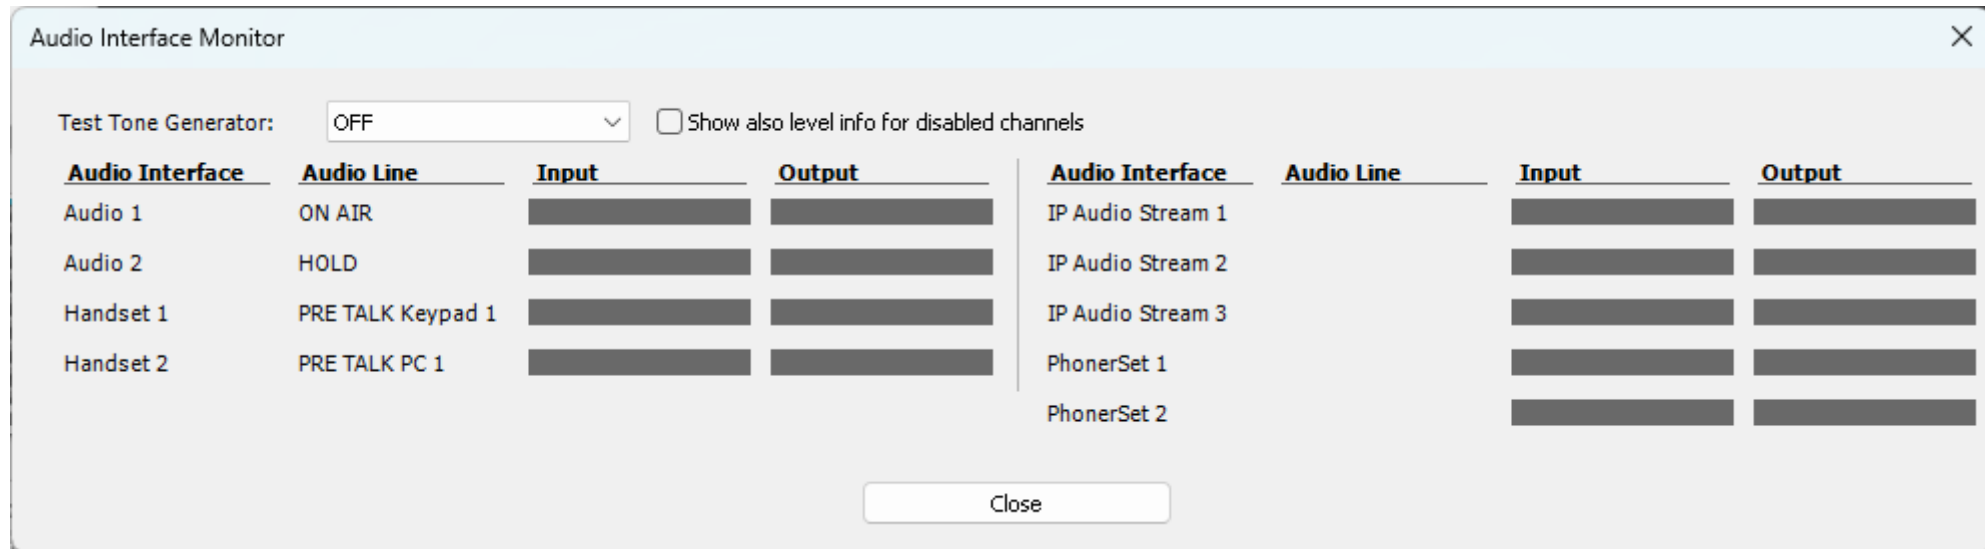 Audio Interface Monitor
Test Tone Generator: OFF Show also level info for disabled channels
Audio Interface Audio Line Input Output Audio Interface Audio Line Input Output
Audio 1 ON AIR IP Audio Stream 1
Audio 2 HOLD IP Audio Stream 2
Handset 1 PRE TALK Keypad 1 IP Audio Stream 3
Handset 2 PRE TALK PC 1 PhonerSet 1
PhonerSet 2
Close